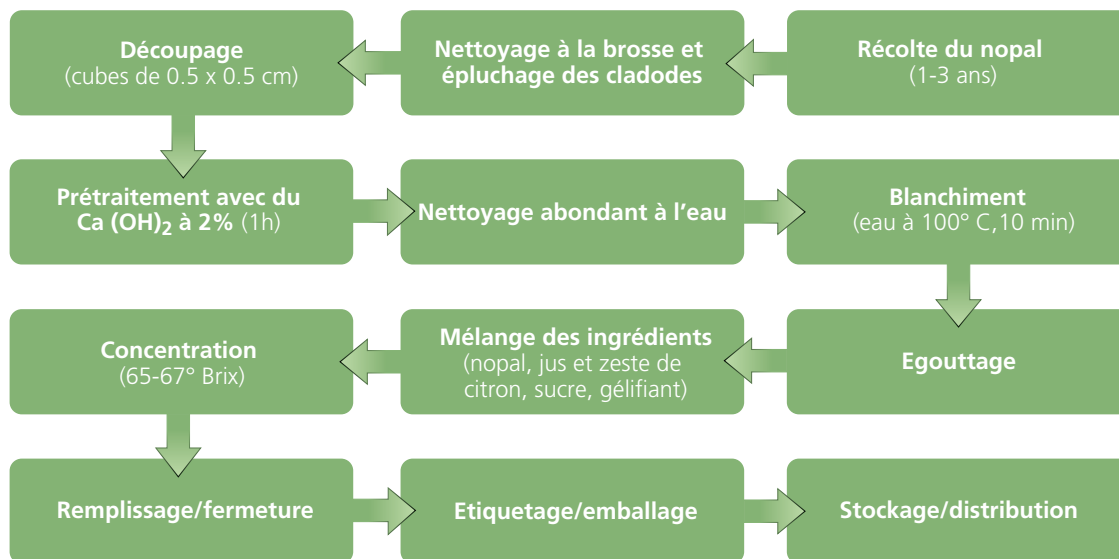 Récolte du nopal
(1-3 ans)
Nettoyage à la brosse et
épluchage des cladodes
Découpage
(cubes de 0.5 x 0.5 cm)
Prétraitement avec du
Ca (OH)₂ à 2% (1h)
Nettoyage abondant à l’eau
Blanchiment
(eau à 100° C,10 min)
Egouttage
Mélange des ingrédients
(nopal, jus et zeste de
citron, sucre, gélifiant)
Concentration
(65-67° Brix)
Remplissage/fermeture
Etiquetage/emballage
Stockage/distribution